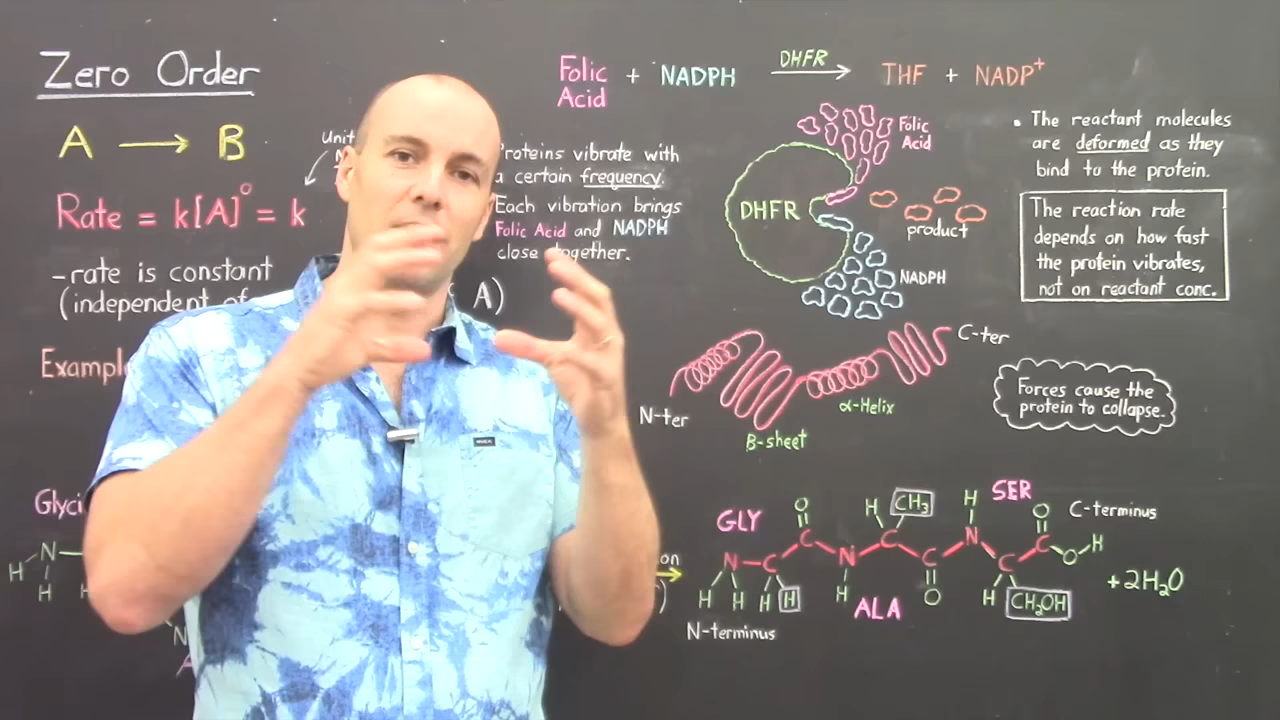 Zero Order
A → B
Rate = k[A]⁰ = k
-rate is constant
(independent of A)
Folic Acid + NADPH DHFR → THF + NADP⁺
Proteins vibrate with
a certain frequency.
Each vibration brings
Folic Acid and NADPH
close together.
Folic
Acid
DHFR
product
NADPH
• The reactant molecules
are deformed as they
bind to the protein.
The reaction rate
depends on how fast
the protein vibrates,
not on reactant conc.
N-ter
β-sheet
α-Helix
C-ter
Forces cause the
protein to collapse.
N
H
H
GLY
O
H
CH₃
H
SER
O
C-terminus
N C C N C C N C C O H
H H H H
H
ALA
O
H
CH₂OH
+ 2H₂O
N-terminus